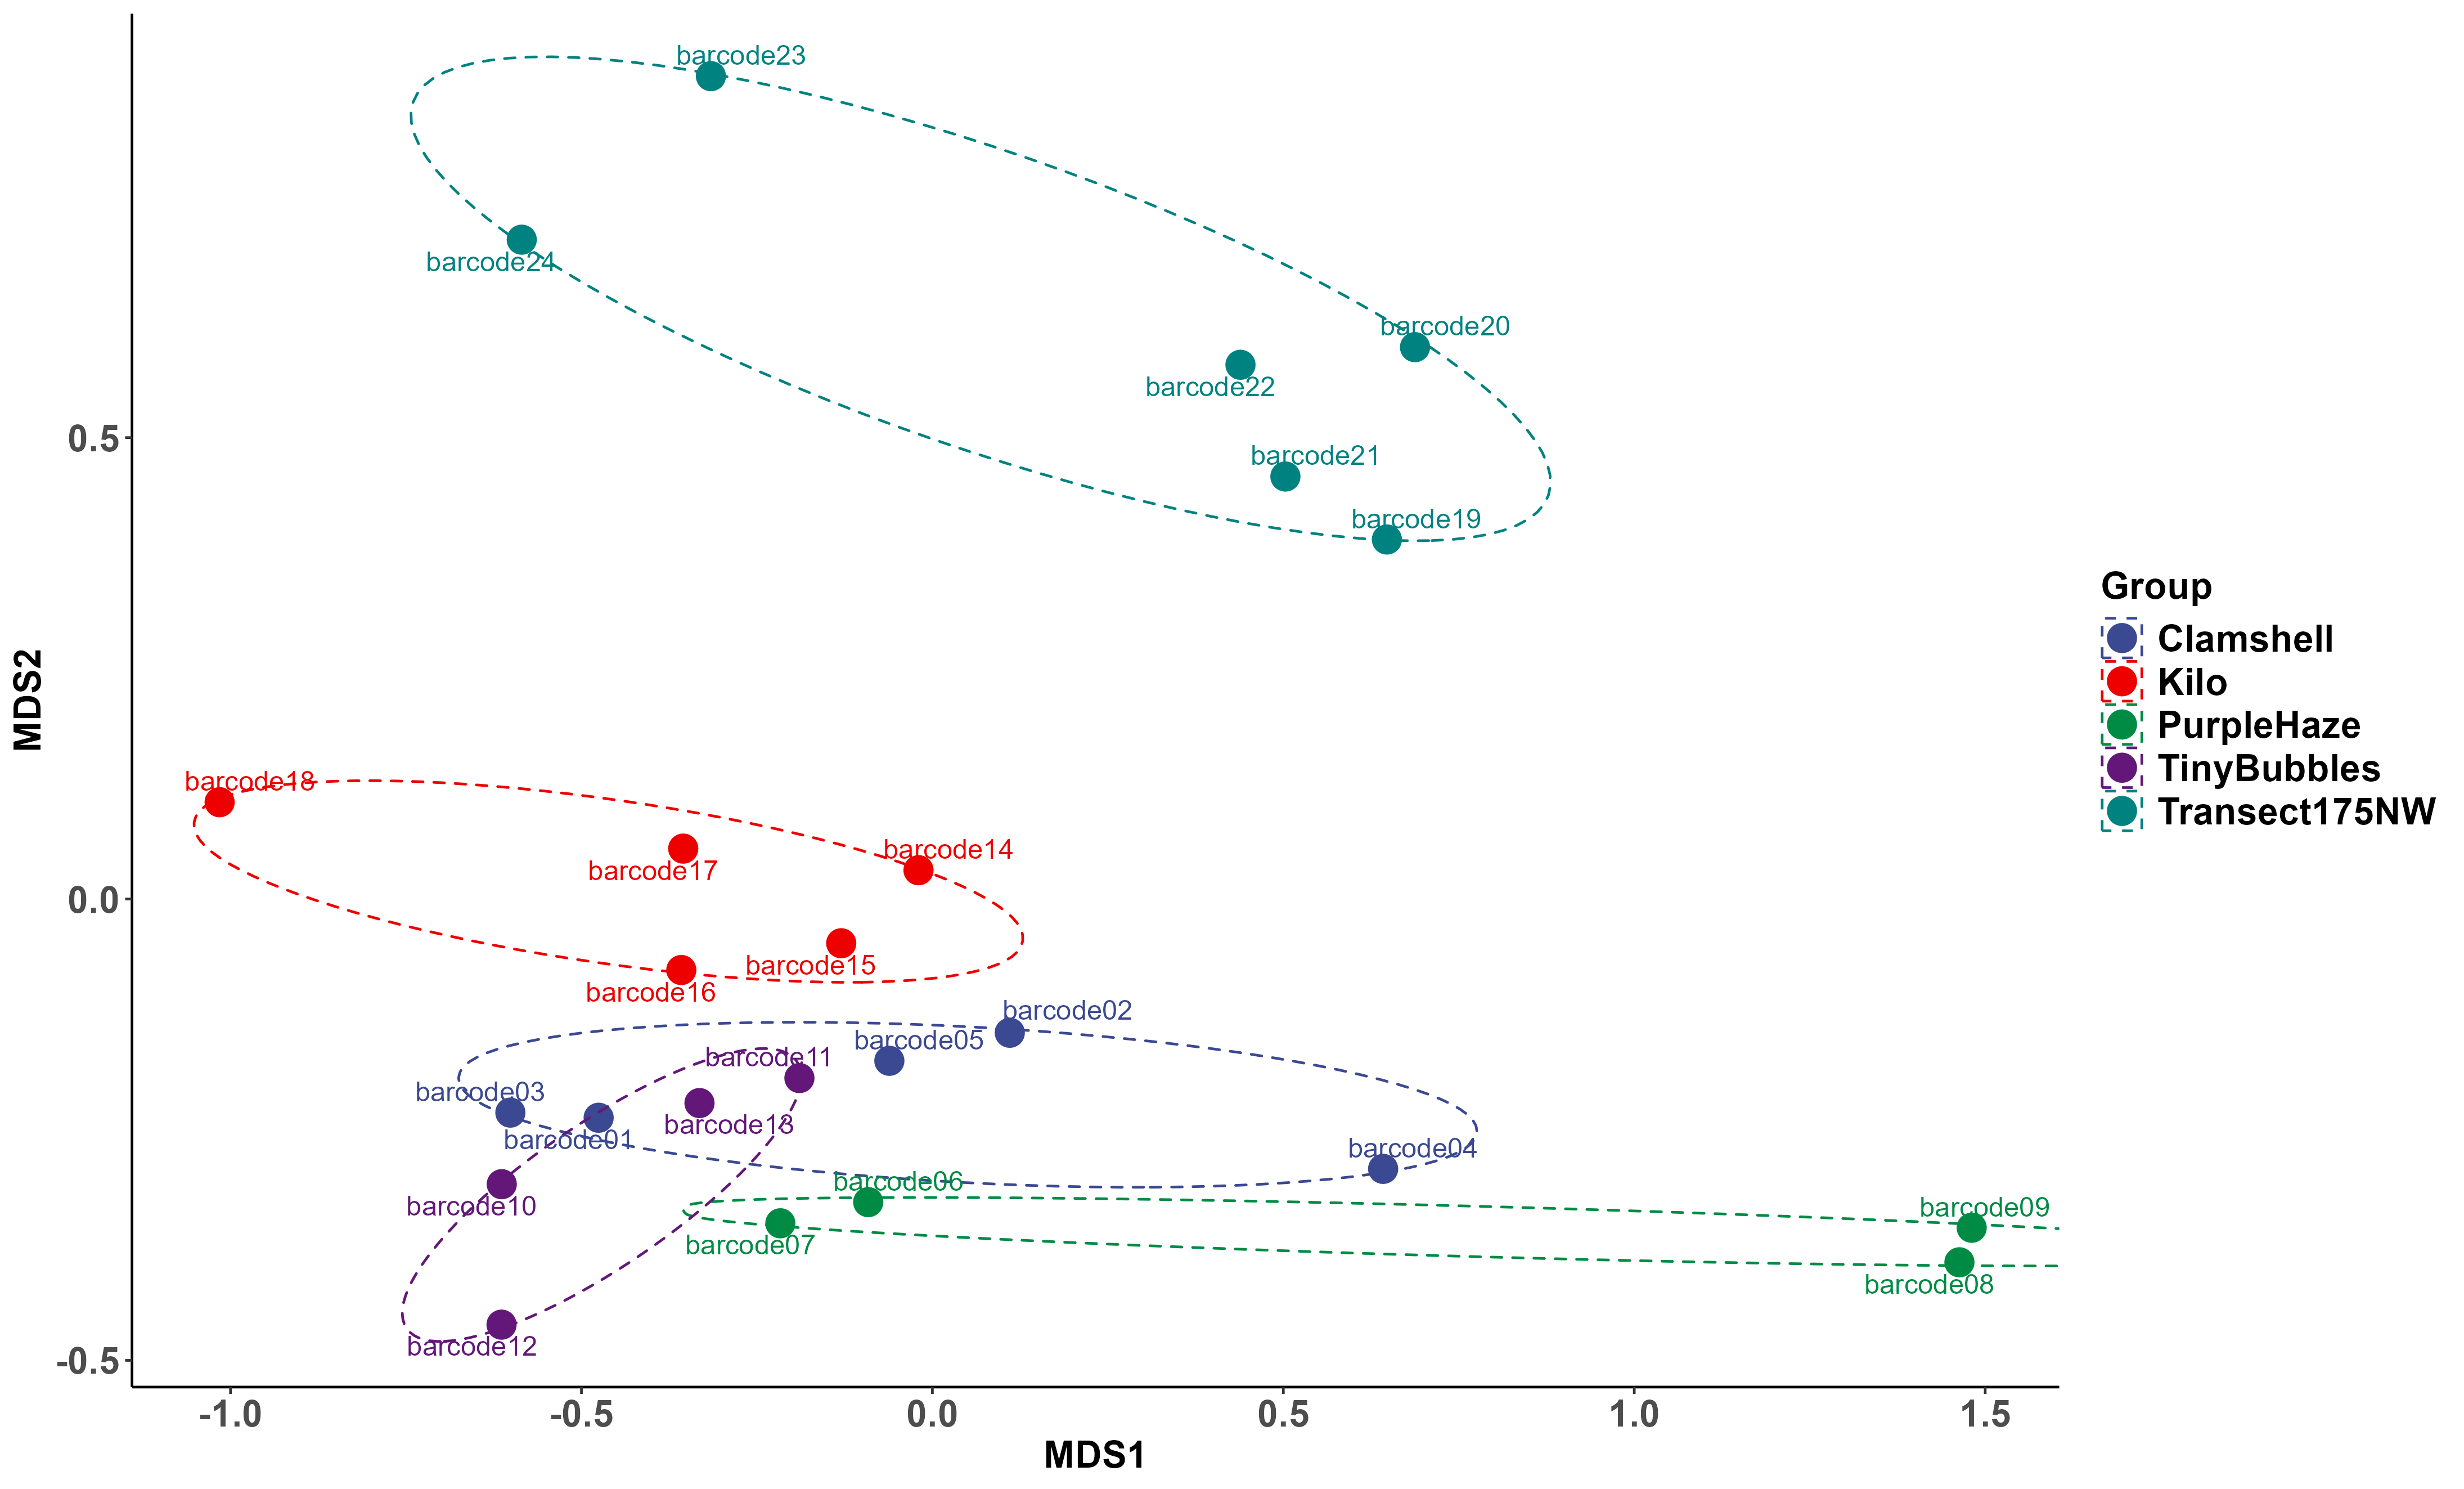 barcode23
barcode24
barcode20
barcode22
barcode21
barcode19
barcode18
barcode17
barcode14
barcode15
barcode16
barcode02
barcode05
barcode11
barcode03
barcode13
barcode01
barcode04
barcode06
barcode10
barcode09
barcode07
barcode08
barcode12
MDS2
0.5
0.0
-0.5
-1.0
-0.5
0.0
0.5
1.0
1.5
MDS1
Group
Clamshell
Kilo
PurpleHaze
TinyBubbles
Transect175NW